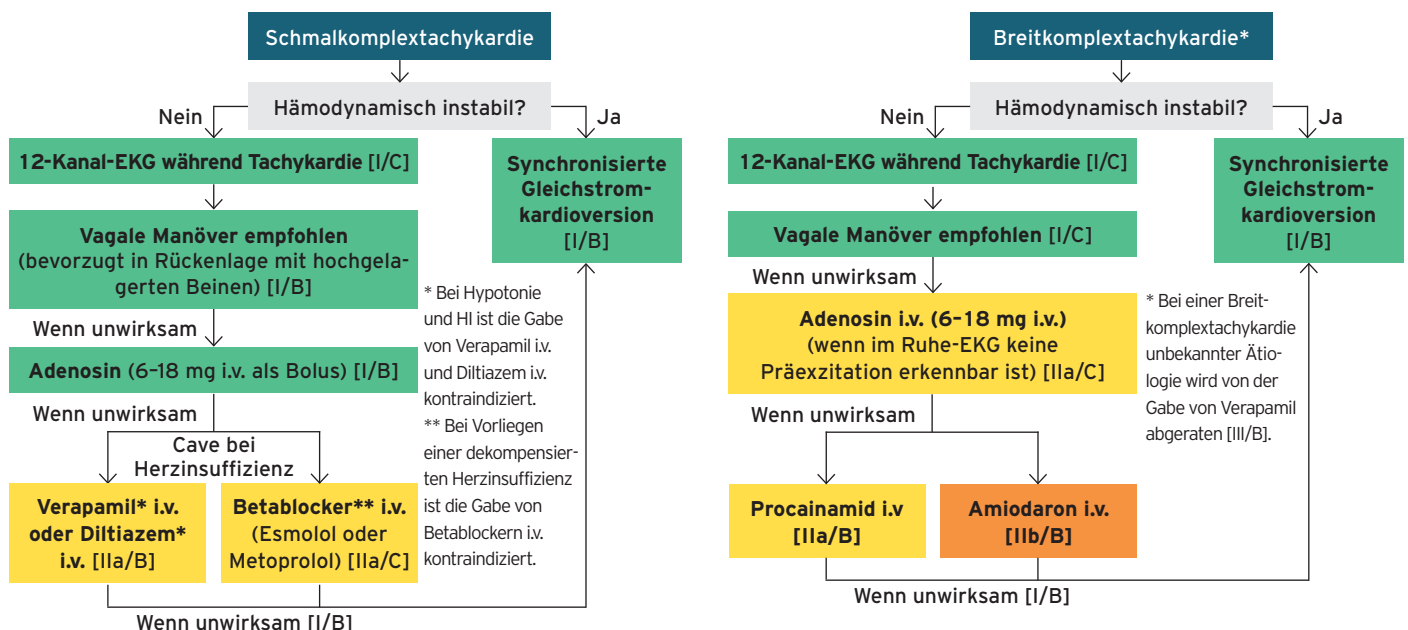 Schmalkomplextachykardie
Hämodynamisch instabil?
Nein
Ja
12-Kanal-EKG während Tachykardie [I/C]
Synchronisierte
Gleichstrom-
kardioversion
[I/B]
Vagale Manöver empfohlen
(bevorzugt in Rückenlage mit hochgela-
gerten Beinen) [I/B]
Wenn unwirksam
Adenosin (6–18 mg i.v. als Bolus) [I/B]
Wenn unwirksam
Cave bei
Herzinsuffizienz
Verapamil* i.v.
oder Diltiazem*
i.v. [IIa/B]
Betablocker** i.v.
(Esmolol oder
Metoprolol) [IIa/C]
Wenn unwirksam [I/B]
* Bei Hypotonie
und HI ist die Gabe
von Verapamil i.v.
und Diltiazem i.v.
kontraindiziert.
** Bei Vorliegen
einer dekompensier-
ten Herzinsuffizienz
ist die Gabe von
Betablockern i.v.
kontraindiziert.
Breitkomplextachykardie*
Hämodynamisch instabil?
Nein
Ja
12-Kanal-EKG während Tachykardie [I/C]
Synchronisierte
Gleichstrom-
kardioversion
[I/B]
Vagale Manöver empfohlen [I/C]
Wenn unwirksam
Adenosin i.v. (6–18 mg i.v.)
(wenn im Ruhe-EKG keine
Präexzitation erkennbar ist) [IIa/C]
Wenn unwirksam
Procainamid i.v
[IIa/B]
Amiodaron i.v.
[IIb/B]
Wenn unwirksam [I/B]
* Bei einer Breit-
komplextachykardie
unbekannter Ätio-
logie wird von der
Gabe von Verapamil
abgeraten [III/B].